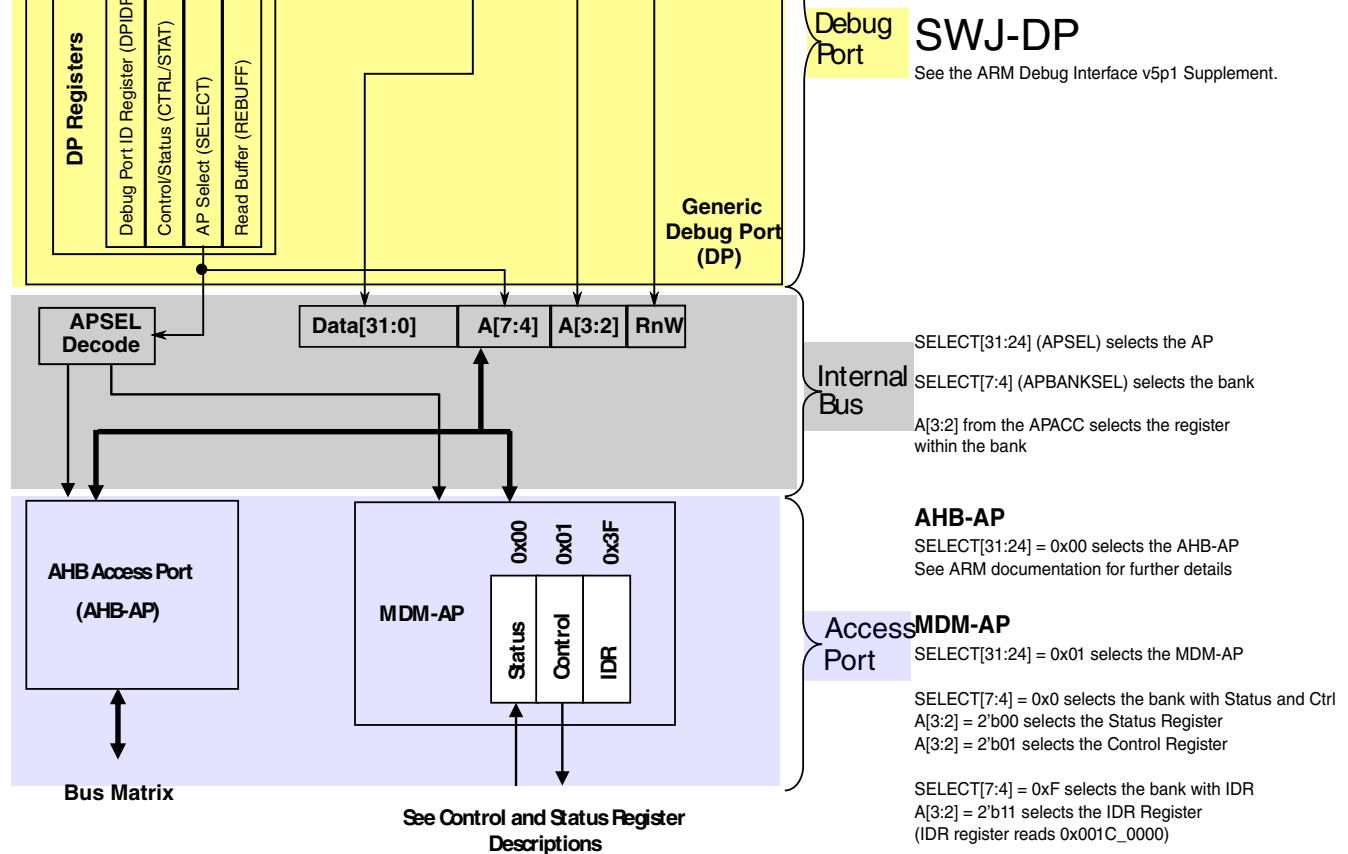 DP Registers
Debug Port ID Register (DPIDR
Control/Status (CTRL/STAT)
AP Select (SELECT)
Read Buffer (REBUFF)
Generic
Debug Port
(DP)
Debug
Port
SWJ-DP
See the ARM Debug Interface v5p1 Supplement.
APSEL
Decode
Data[31:0]
A[7:4]
A[3:2]
RnW
Internal
Bus
SELECT[31:24] (APSEL) selects the AP
SELECT[7:4] (APBANKSEL) selects the bank
A[3:2] from the APACC selects the register
within the bank
AHB Access Port
(AHB-AP)
Bus Matrix
MDM-AP
0x00
0x01
0x3F
Status
Control
IDR
See Control and Status Register
Descriptions
Access
Port
AHB-AP
SELECT[31:24] = 0x00 selects the AHB-AP
See ARM documentation for further details
MDM-AP
SELECT[31:24] = 0x01 selects the MDM-AP
SELECT[7:4] = 0x0 selects the bank with Status and Ctrl
A[3:2] = 2'b00 selects the Status Register
A[3:2] = 2'b01 selects the Control Register
SELECT[7:4] = 0xF selects the bank with IDR
A[3:2] = 2'b11 selects the IDR Register
(IDR register reads 0x001C_0000)